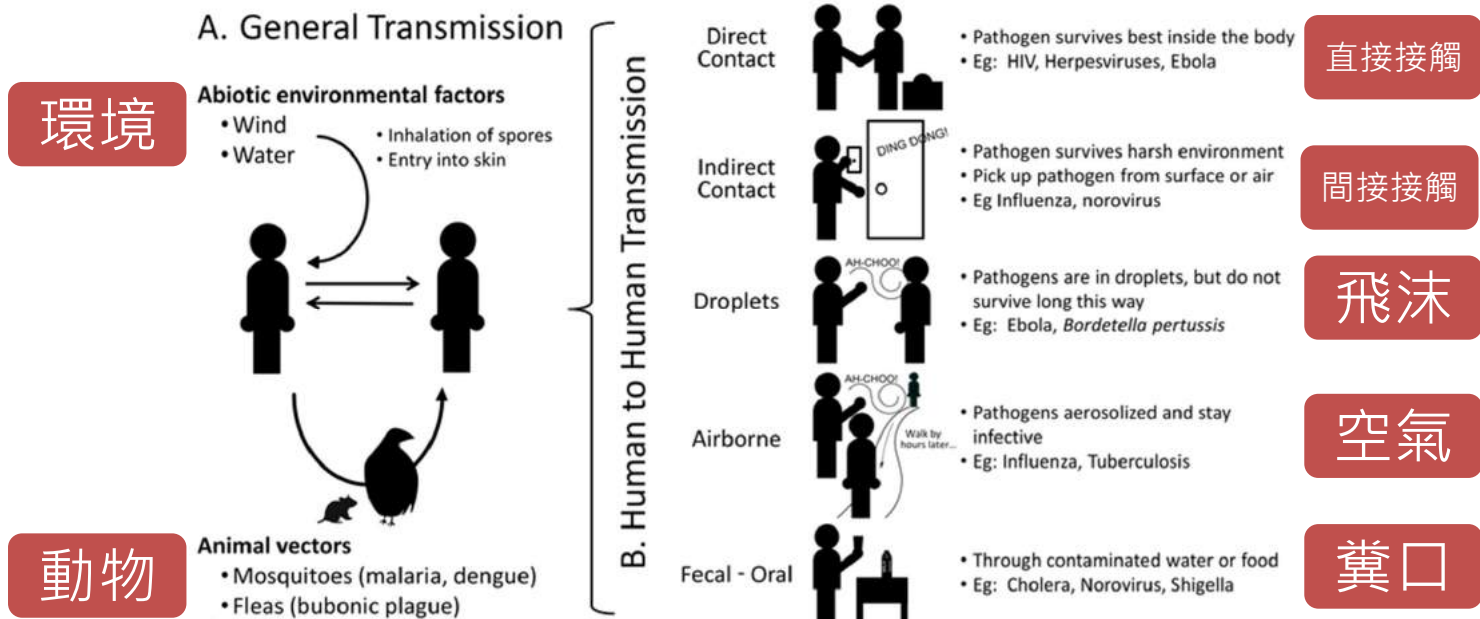 A. General Transmission
環境
Abiotic environmental factors
• Wind
• Water
• Inhalation of spores
• Entry into skin
動物
Animal vectors
• Mosquitoes (malaria, dengue)
• Fleas (bubonic plague)
B. Human to Human Transmission
Direct
Contact
• Pathogen survives best inside the body
• Eg: HIV, Herpesviruses, Ebola
直接接觸
Indirect
Contact
DING DONG!
• Pathogen survives harsh environment
• Pick up pathogen from surface or air
• Eg Influenza, norovirus
間接接觸
Droplets
AH-CHOO!
• Pathogens are in droplets, but do not
survive long this way
• Eg: Ebola, Bordetella pertussis
飛沫
Airborne
AH-CHOO!
Walk by
hours later...
• Pathogens aerosolized and stay
infective
• Eg: Influenza, Tuberculosis
空氣
Fecal - Oral
• Through contaminated water or food
• Eg: Cholera, Norovirus, Shigella
糞口